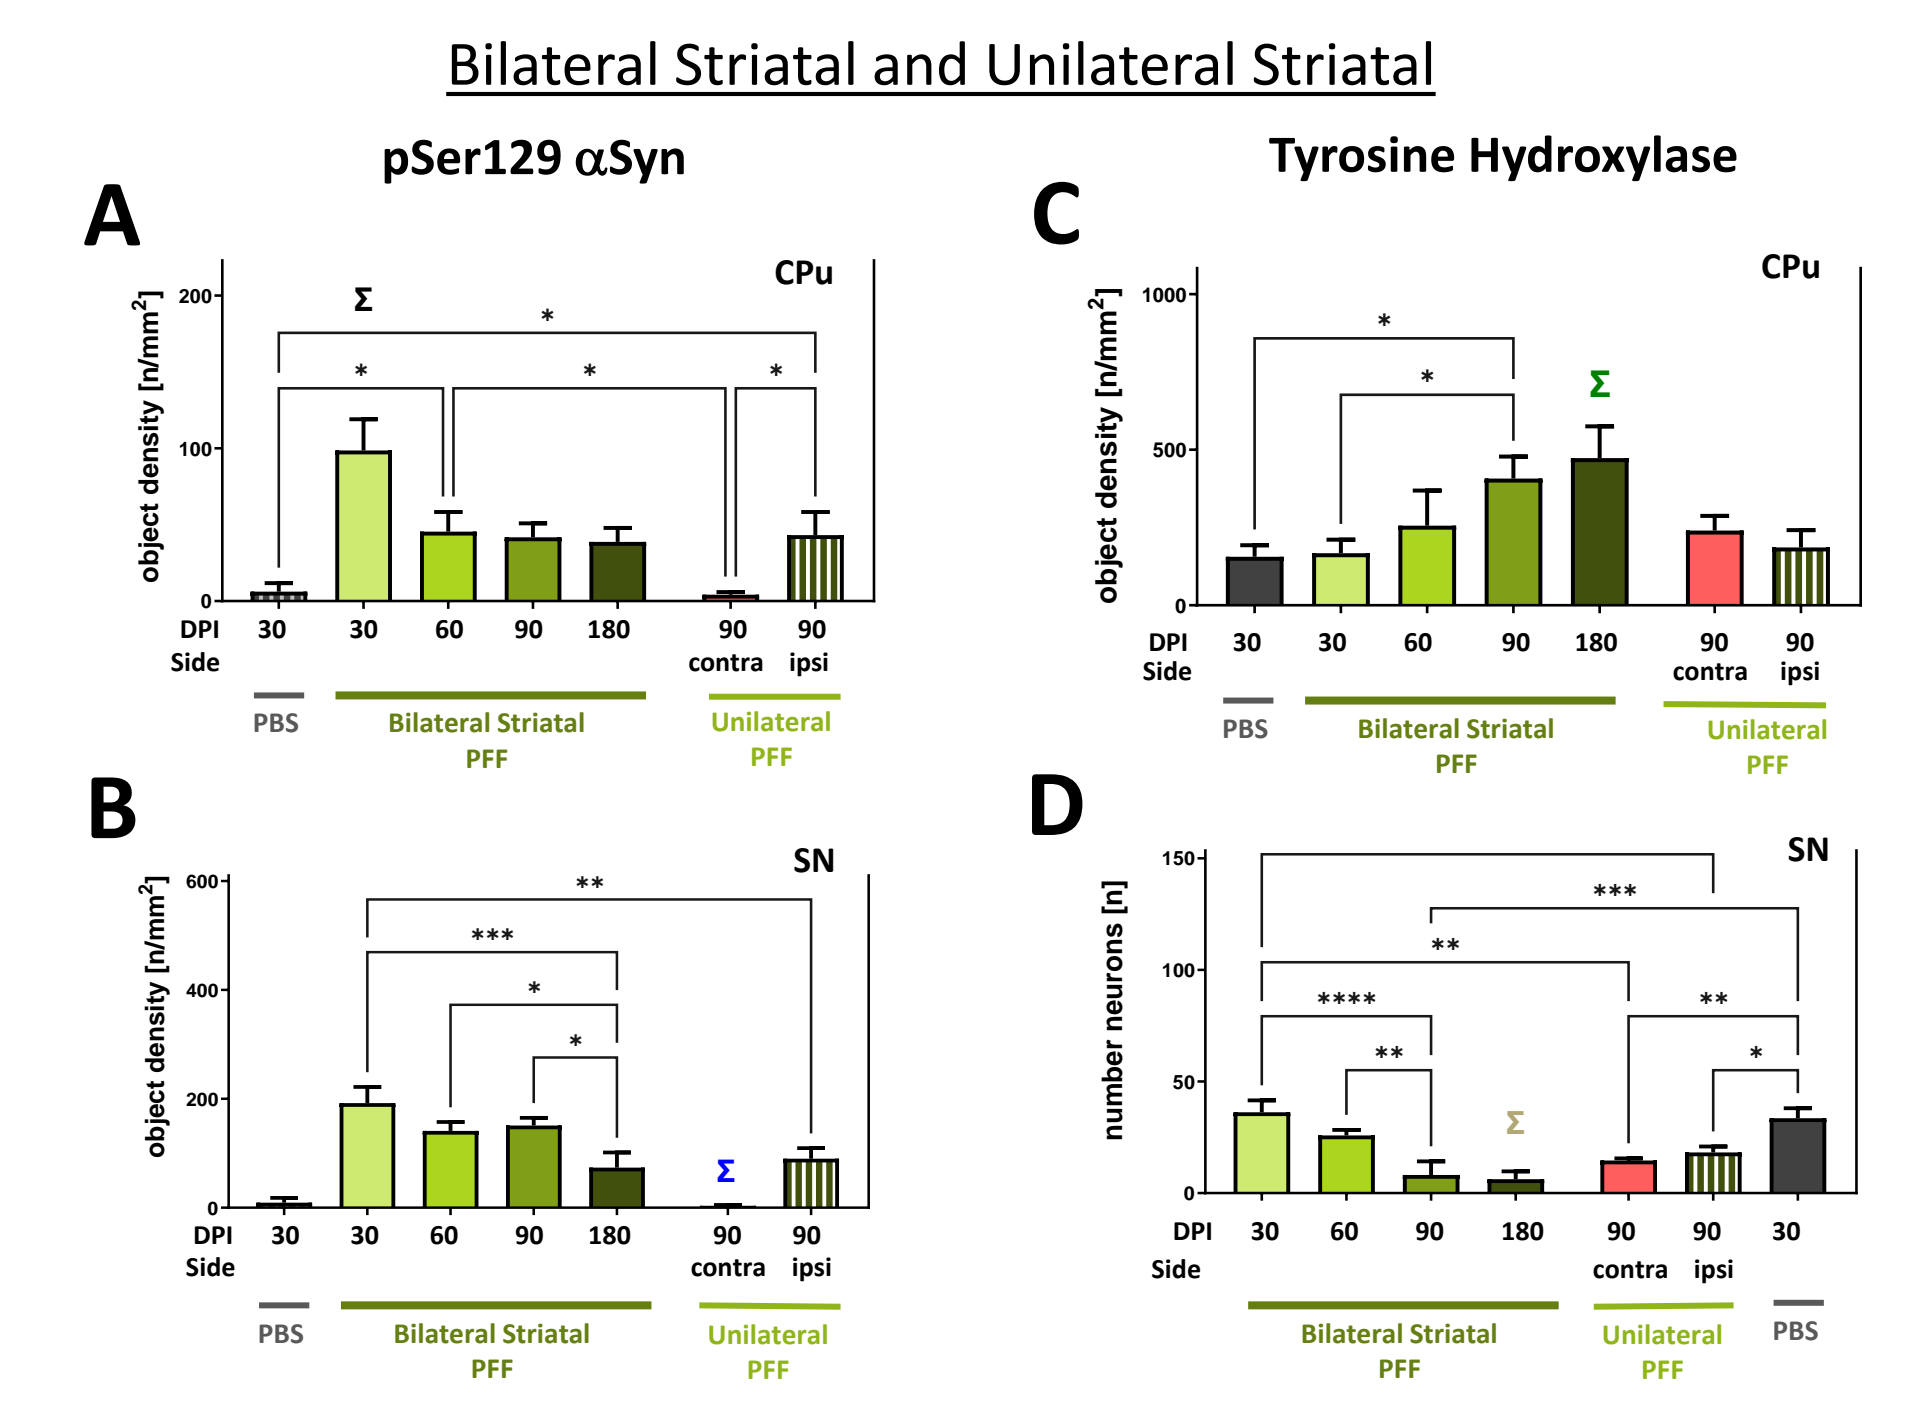 Bilateral Striatal and Unilateral Striatal
pSer129 αSyn
Tyrosine Hydroxylase
A
CPu
object density [n/mm²]
200
100
0
Σ
*
*
*
*
DPI 30 30 60 90 180 90 90
Side contra ipsi
PBS
Bilateral Striatal
PFF
Unilateral
PFF
B
SN
object density [n/mm²]
600
400
200
0
**
***
*
*
Σ
DPI 30 30 60 90 180 90 90
Side contra ipsi
PBS
Bilateral Striatal
PFF
Unilateral
PFF
C
CPu
object density [n/mm²]
1000
500
0
*
*
Σ
DPI 30 30 60 90 180 90 90
Side contra ipsi
PBS
Bilateral Striatal
PFF
Unilateral
PFF
D
SN
number neurons [n]
150
100
50
0
***
**
****
**
**
*
Σ
DPI 30 60 90 180 90 90 30
Side contra ipsi
Bilateral Striatal
PFF
Unilateral
PFF
PBS